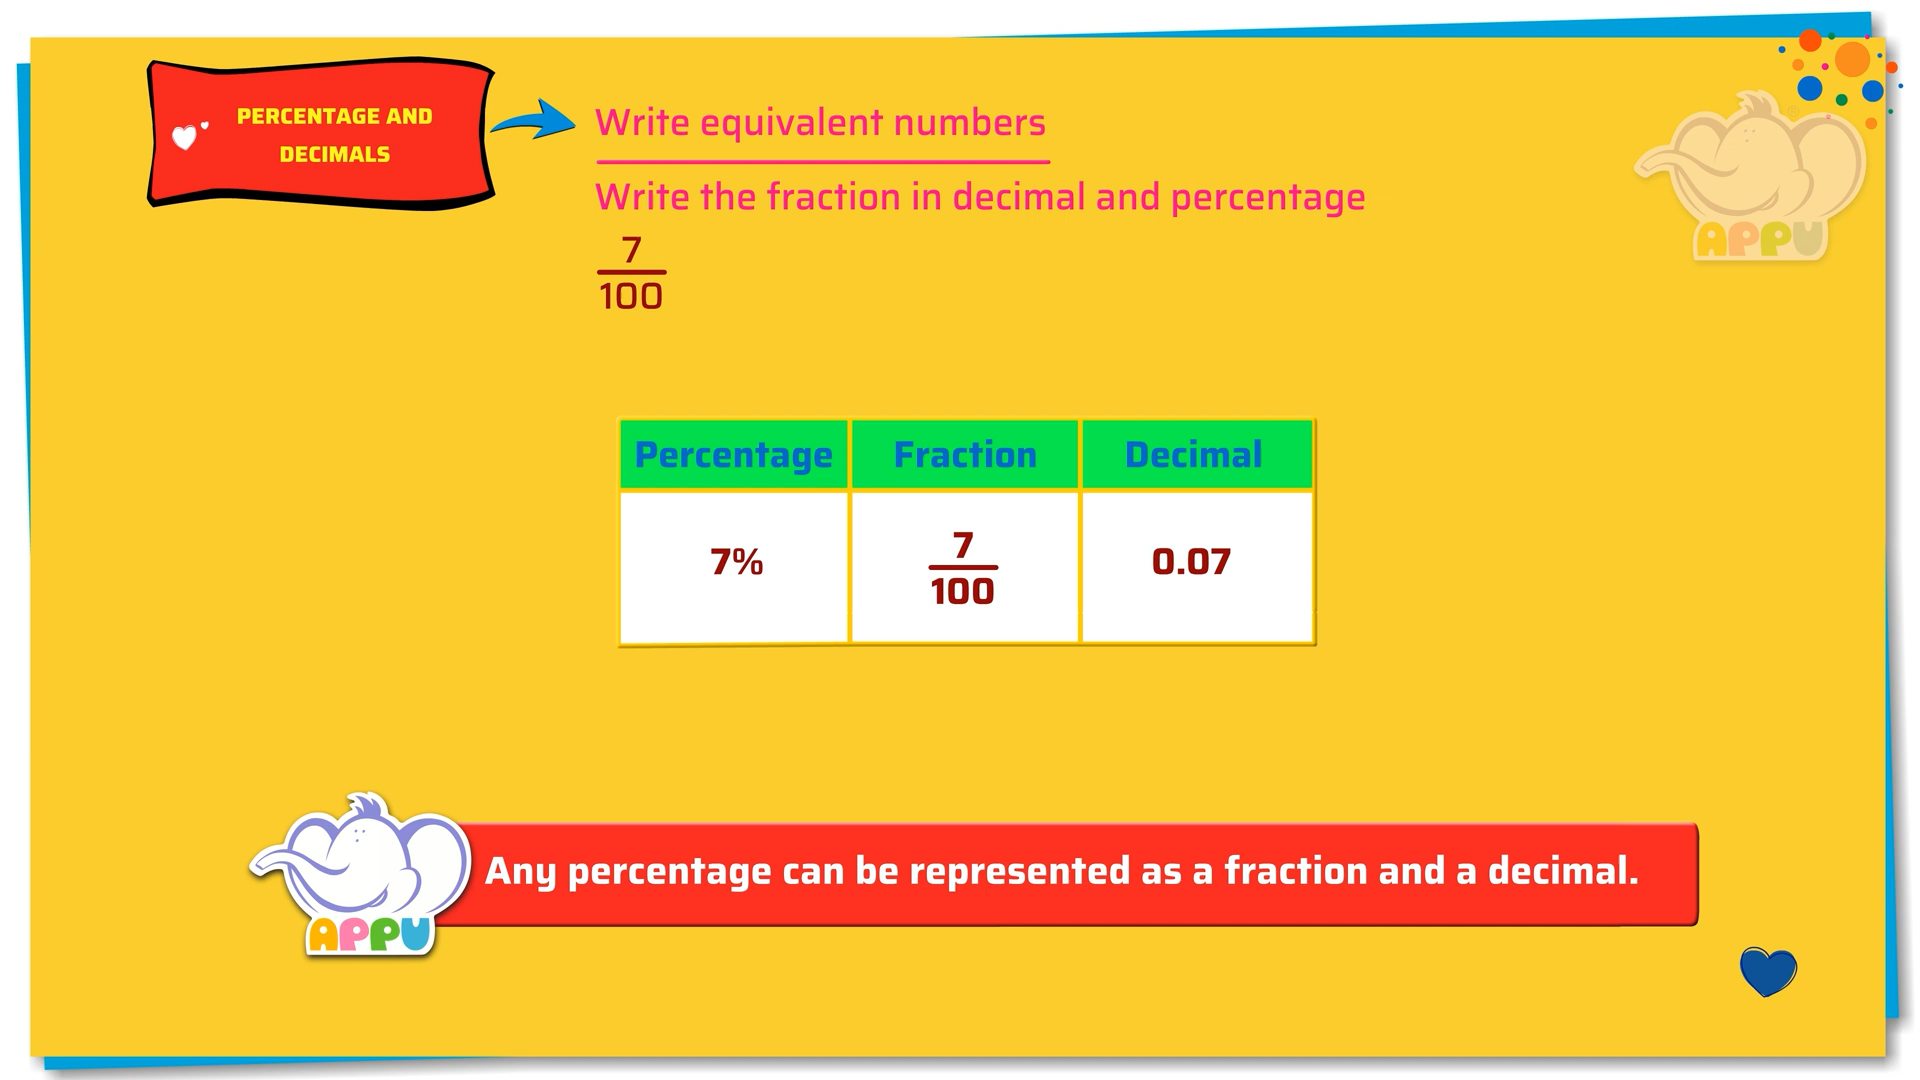 PERCENTAGE AND
DECIMALS
Write equivalent numbers
Write the fraction in decimal and percentage
7
100
APPU
Percentage Fraction Decimal
7% 7/100 0.07
Any percentage can be represented as a fraction and a decimal.
APPU